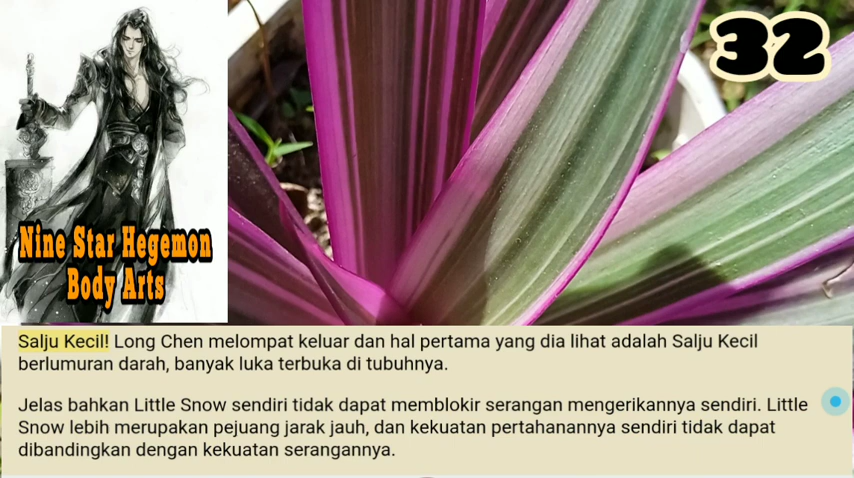 32
Nine Star Hegemon
Body Arts
Salju Kecil! Long Chen melompat keluar dan hal pertama yang dia lihat adalah Salju Kecil
berlumuran darah, banyak luka terbuka di tubuhnya.
Jelas bahkan Little Snow sendiri tidak dapat memblokir serangan mengerikannya sendiri. Little
Snow lebih merupakan pejuang jarak jauh, dan kekuatan pertahanannya sendiri tidak dapat
dibandingkan dengan kekuatan serangannya.